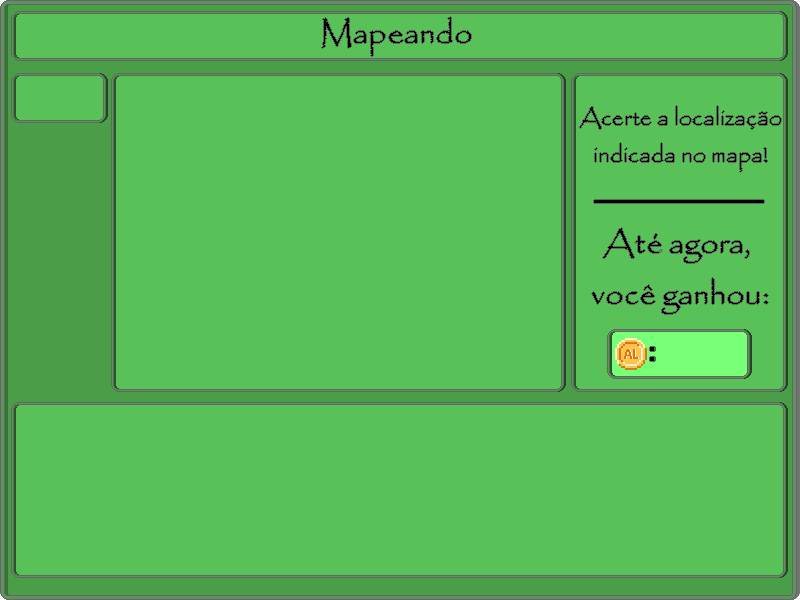 Mapeando
Acerte a localização
indicada no mapa!
Até agora,
você ganhou:
AL: